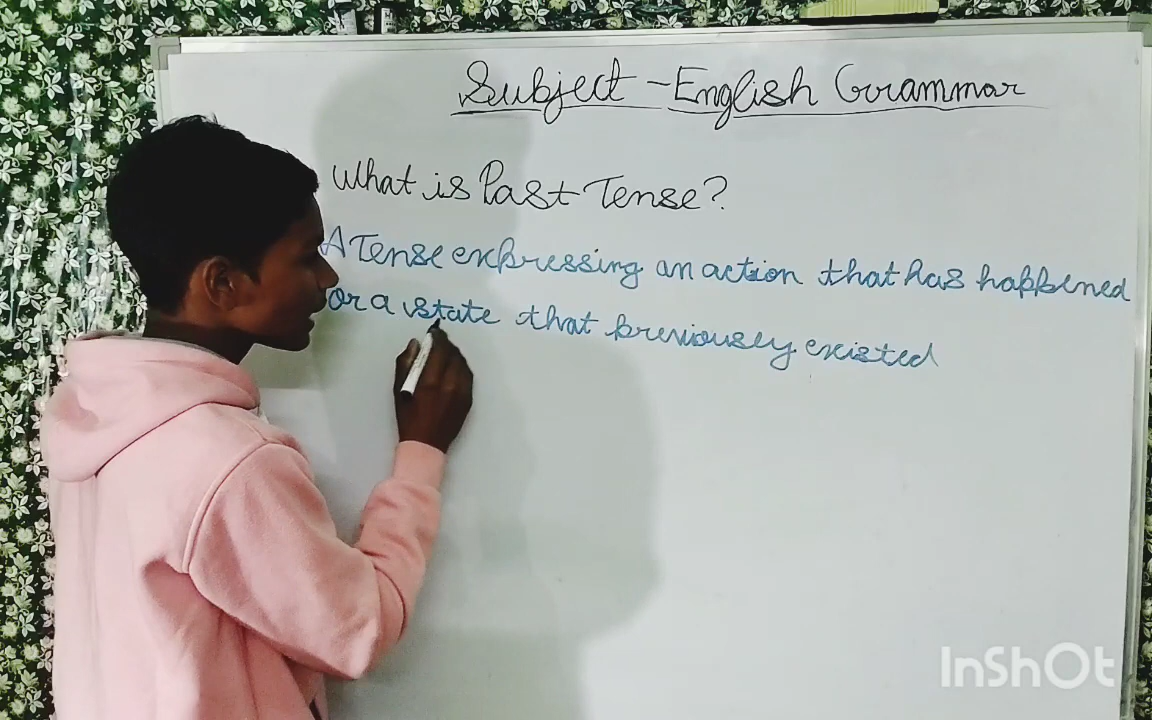 Subject - English Grammar
What is Past Tense?
A Tense expressing an action that has happened
or a state that previously existed
InShOt